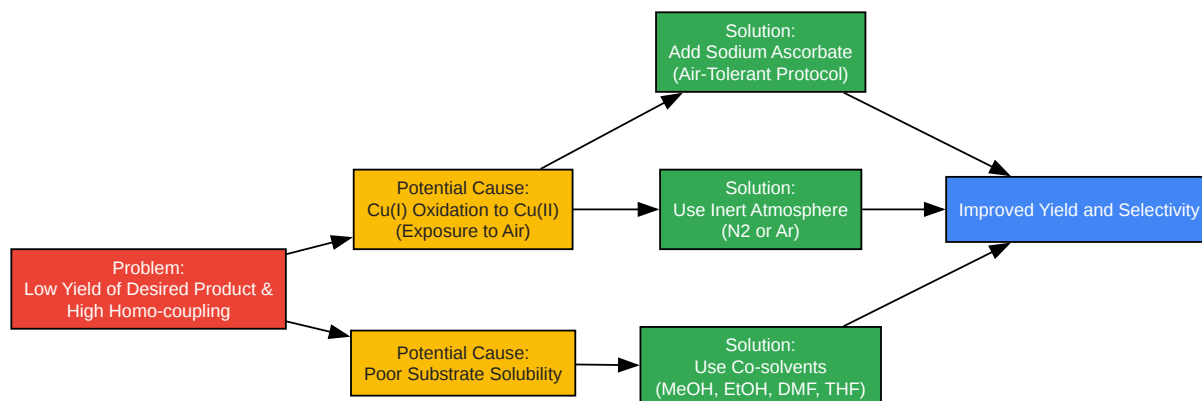 Problem:
Low Yield of Desired Product &
High Homo-coupling
Potential Cause:
Cu(I) Oxidation to Cu(II)
(Exposure to Air)
Potential Cause:
Poor Substrate Solubility
Solution:
Add Sodium Ascorbate
(Air-Tolerant Protocol)
Solution:
Use Inert Atmosphere
(N2 or Ar)
Solution:
Use Co-solvents
(MeOH, EtOH, DMF, THF)
Improved Yield and Selectivity